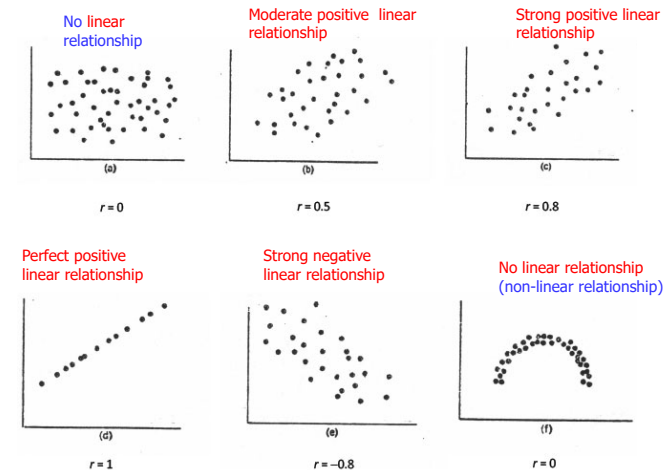 No linear
relationship
Moderate positive linear
relationship
Strong positive linear
relationship
(a)
(b)
(c)
r = 0
r = 0.5
r = 0.8
Perfect positive
linear relationship
Strong negative
linear relationship
No linear relationship
(non-linear relationship)
(d)
(e)
(f)
r = 1
r = −0.8
r = 0